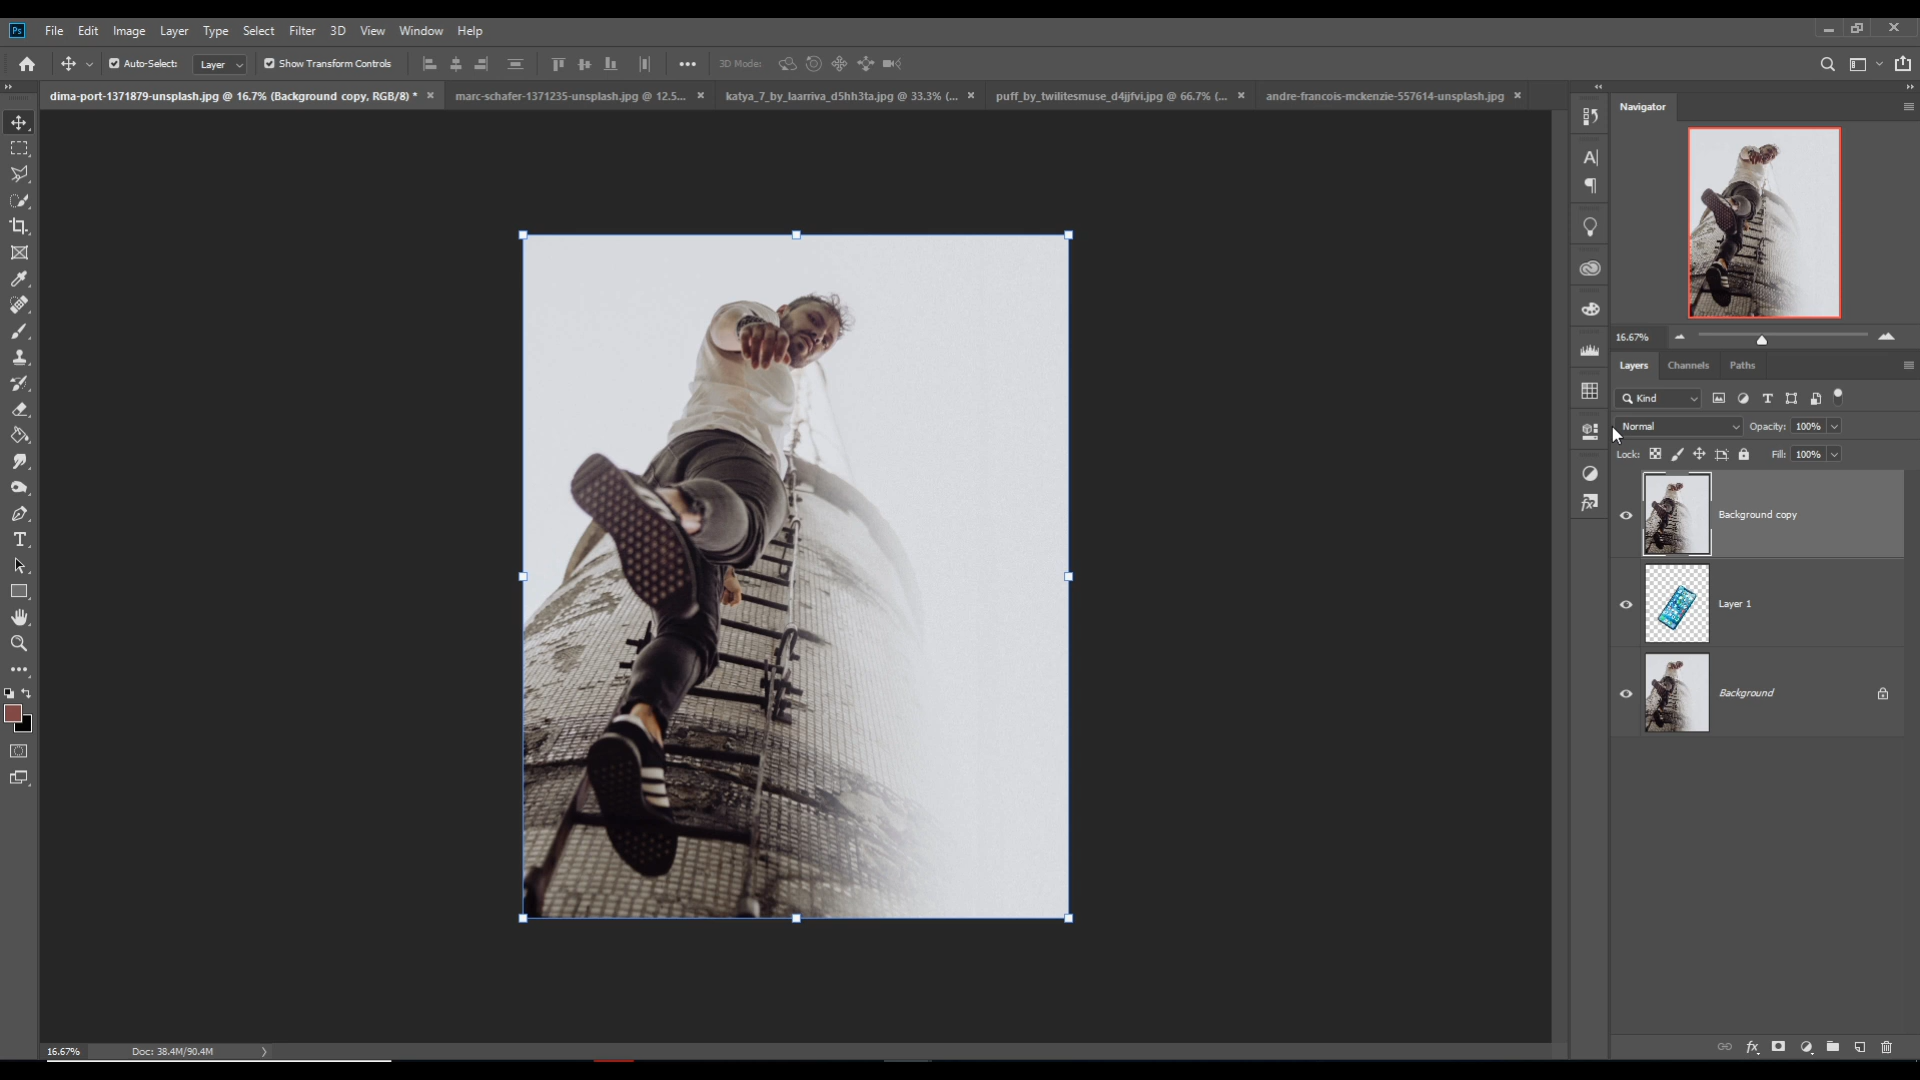 Ps File Edit Image Layer Type Select Filter 3D View Window Help
Auto-Select: Layer Show Transform Controls 3D Mode:
dima-port-1371879-unsplash.jpg @ 16.7% (Background copy, RGB/8) * marc-schafer-1371235-unsplash.jpg @ 12.5... katya_7_by_laarriva_d5hh3ta.jpg @ 33.3% (... puff_by_twilitesmuse_d4jjfvi.jpg @ 66.7% (... andre-francois-mckenzie-557614-unsplash.jpg
Navigator
16.67%
Layers Channels Paths
Kind
Normal Opacity: 100%
Lock: Fill: 100%
Background copy
Layer 1
Background
16.67% Doc: 38.4M/90.4M